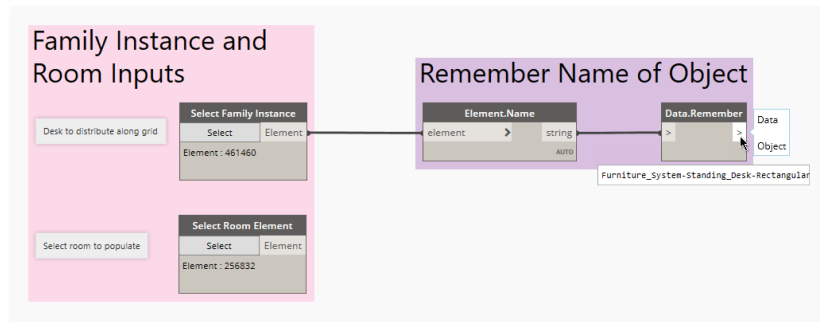 Family Instance and
Room Inputs
Remember Name of Object
Select Family Instance
Desk to distribute along grid
Select
Element
Element : 461460
Element.Name
element
>
string
AUTO
Data.Remember
>
>
Data
Object
Furniture_System-Standing_Desk-Rectangular
Select Room Element
Select room to populate
Select
Element
Element : 256832